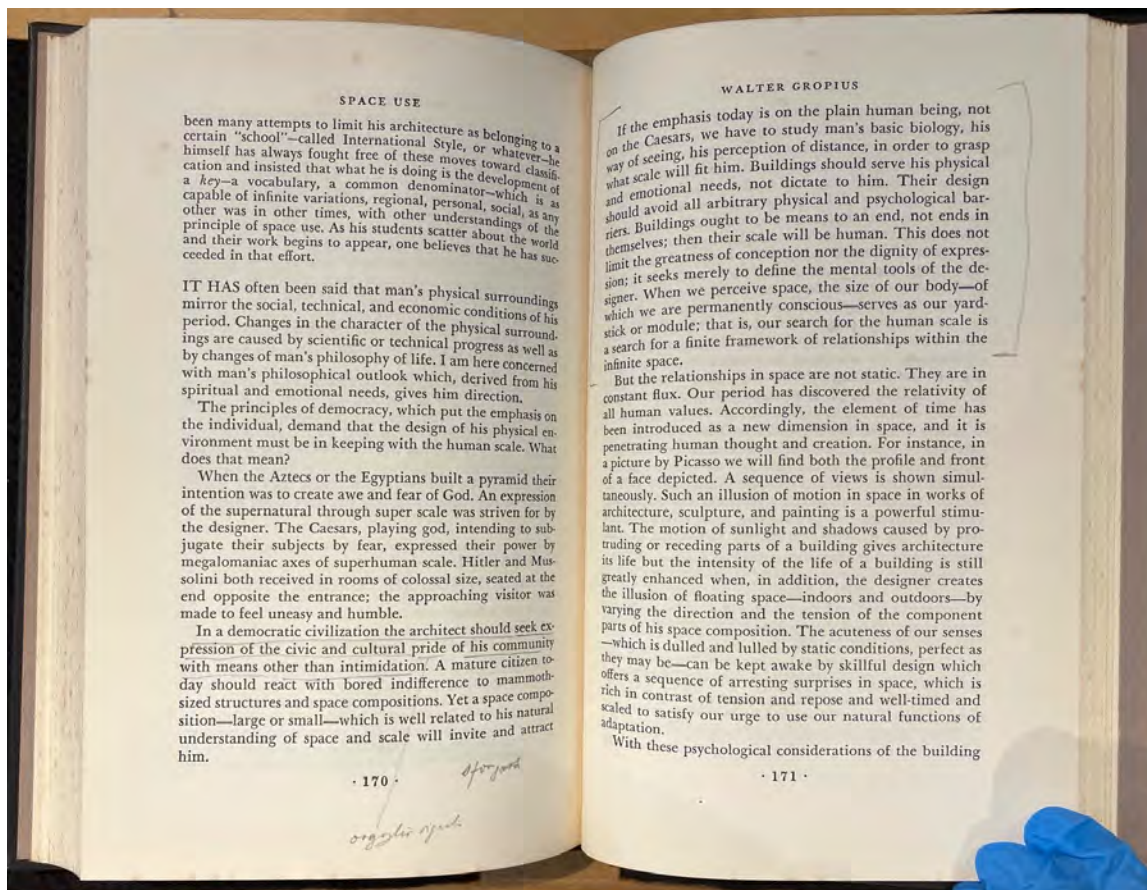 SPACE USE
been many attempts to limit his architecture as belonging to a
certain “school”—called International Style, or whatever—he
himself has always fought free of these moves toward classifi-
cation and insisted that what he is doing is the development of
a key—a vocabulary, a common denominator—which is as
capable of infinite variations, regional, personal, social, as any
other was in other times, with other understandings of the
principle of space use. As his students scatter about the world
and their work begins to appear, one believes that he has suc-
ceeded in that effort.
IT HAS often been said that man's physical surroundings
mirror the social, technical, and economic conditions of his
period. Changes in the character of the physical surround-
ings are caused by scientific or technical progress as well as
by changes of man's philosophy of life. I am here concerned
with man's philosophical outlook which, derived from his
spiritual and emotional needs, gives him direction.
The principles of democracy, which put the emphasis on
the individual, demand that the design of his physical en-
vironment must be in keeping with the human scale. What
does that mean?
When the Aztecs or the Egyptians built a pyramid their
intention was to create awe and fear of God. An expression
of the supernatural through super scale was striven for by
the designer. The Caesars, playing god, intending to sub-
jugate their subjects by fear, expressed their power by
megalomaniac axes of superhuman scale. Hitler and Mus-
solini both received in rooms of colossal size, seated at the
end opposite the entrance; the approaching visitor was
made to feel uneasy and humble.
In a democratic civilization the architect should seek ex-
pression of the civic and cultural pride of his community
with means other than intimidation. A mature citizen to-
day should react with bored indifference to mammoth-
sized structures and space compositions. Yet a space compo-
sition—large or small—which is well related to his natural
understanding of space and scale will invite and attract
him.
· 170 ·
WALTER GROPIUS
If the emphasis today is on the plain human being, not
on the Caesars, we have to study man's basic biology, his
way of seeing, his perception of distance, in order to grasp
what scale will fit him. Buildings should serve his physical
and emotional needs, not dictate to him. Their design
should avoid all arbitrary physical and psychological bar-
riers. Buildings ought to be means to an end, not ends in
themselves; then their scale will be human. This does not
limit the greatness of conception nor the dignity of expres-
sion; it seeks merely to define the mental tools of the de-
signer. When we perceive space, the size of our body—of
which we are permanently conscious—serves as our yard-
stick or module; that is, our search for the human scale is
a search for a finite framework of relationships within the
infinite space.
But the relationships in space are not static. They are in
constant flux. Our period has discovered the relativity of
all human values. Accordingly, the element of time has
been introduced as a new dimension in space, and it is
penetrating human thought and creation. For instance, in
a picture by Picasso we will find both the profile and front
of a face depicted. A sequence of views is shown simul-
taneously. Such an illusion of motion in space in works of
architecture, sculpture, and painting is a powerful stimu-
lant. The motion of sunlight and shadows caused by pro-
truding or receding parts of a building gives architecture
its life but the intensity of the life of a building is still
greatly enhanced when, in addition, the designer creates
the illusion of floating space—indoors and outdoors—by
varying the direction and the tension of the component
parts of his space composition. The acuteness of our senses
—which is dulled and lulled by static conditions, perfect as
they may be—can be kept awake by skillful design which
offers a sequence of arresting surprises in space, which is
rich in contrast of tension and repose and well-timed and
scaled to satisfy our urge to use our natural functions of
adaptation.
With these psychological considerations of the building
· 171 ·